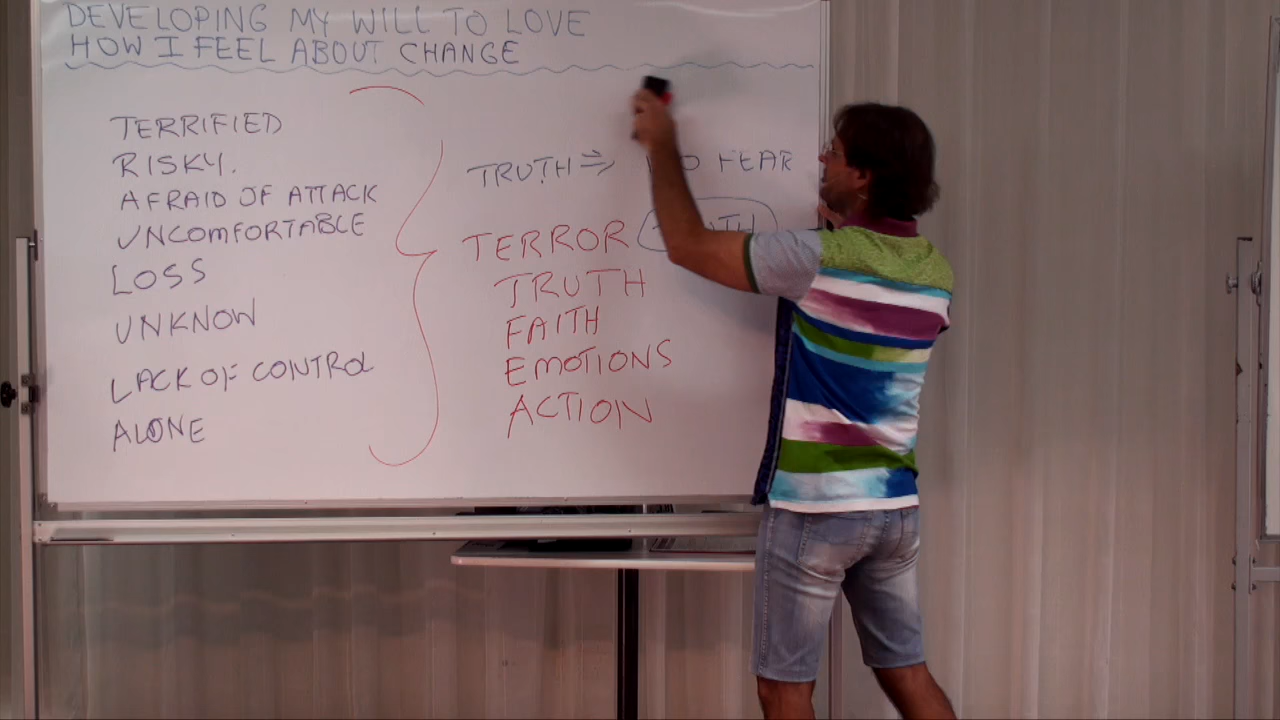 DEVELOPING MY WILL TO LOVE
HOW I FEEL ABOUT CHANGE
TERRIFIED
RISKY.
AFRAID OF ATTACK
UNCOMFORTABLE
LOSS
UNKNOW
LACK OF CONTROL
ALONE
TRUTH ⇒ FEAR
TERROR
TRUTH
FAITH
EMOTIONS
ACTION